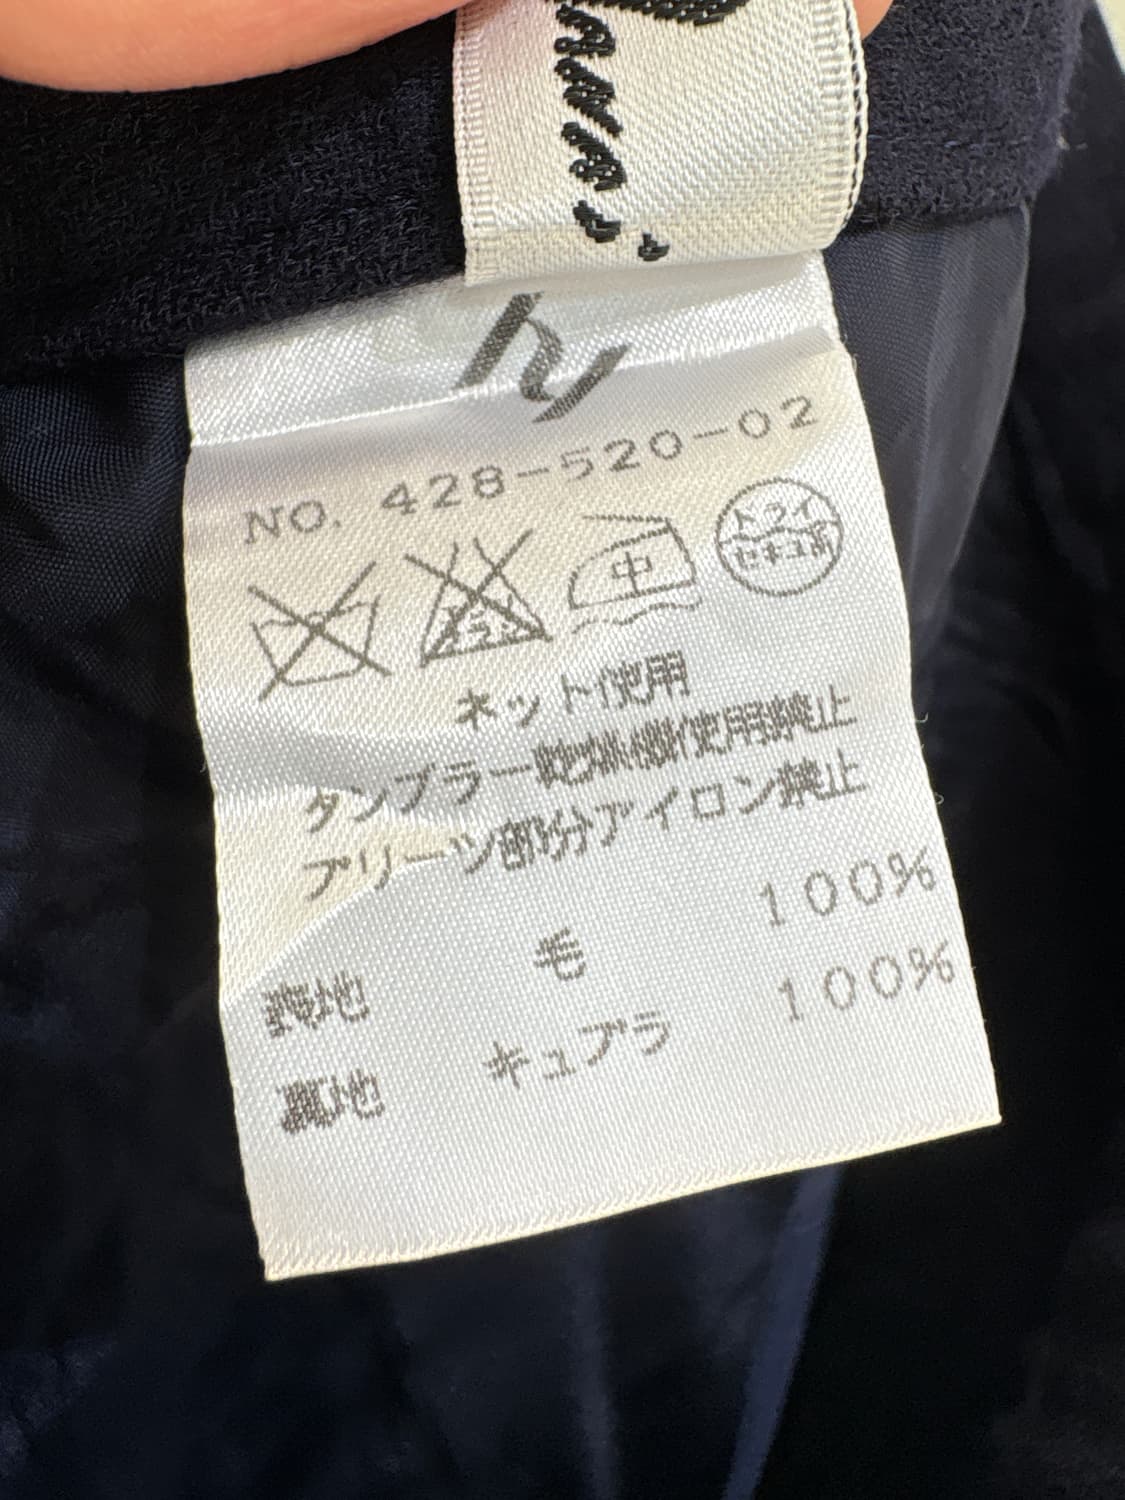 hy
NO. 428-520-02
中
ドライ
セキユ系
ネット使用
タンブラー乾燥機使用禁止
プリーツ部分アイロン禁止
表地 毛 100%
裏地 キュプラ 100%